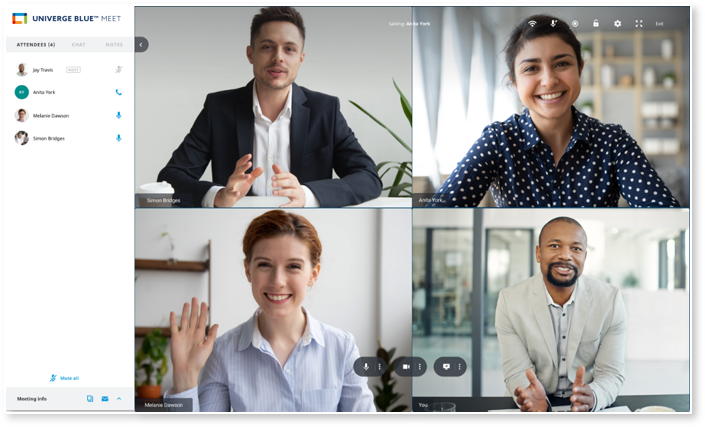 UNIVERGE BLUE™ MEET
ATTENDEES (4) CHAT NOTES
Jay Travis HOST
AY Anita York
Melanie Dawson
Simon Bridges
Mute all
Meeting info
Talking: Anita York
Exit
Simon Bridges
Anita York
Melanie Dawson
You